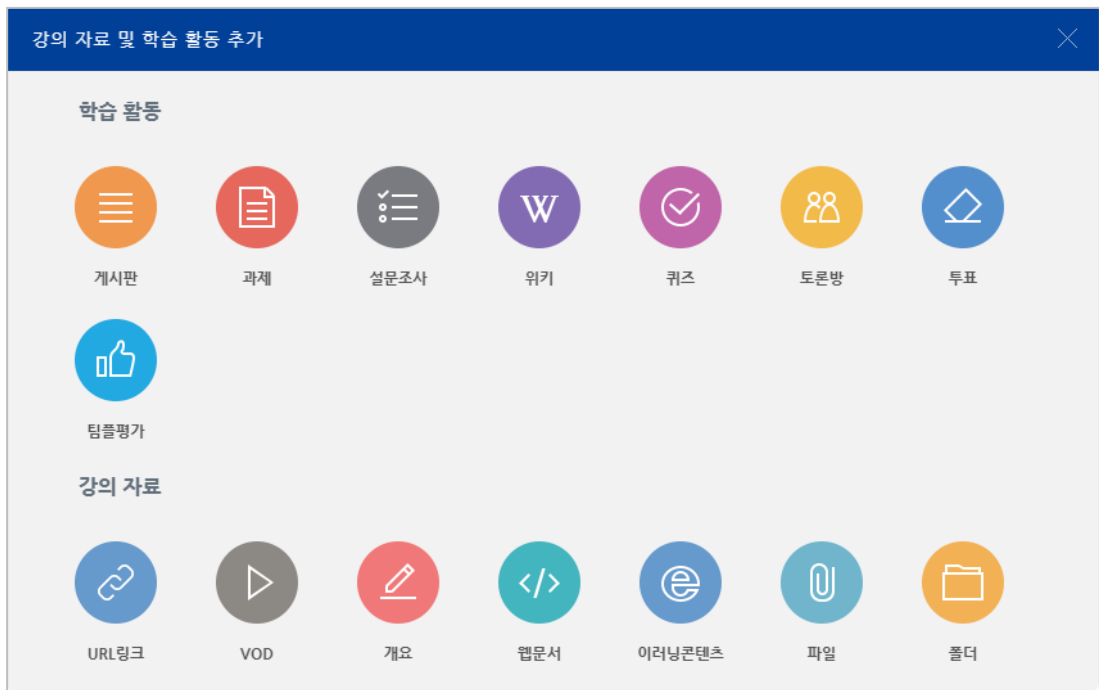 강의 자료 및 학습 활동 추가
학습 활동
W
게시판 과제 설문조사 위키 퀴즈 토론방 투표
팀플평가
강의 자료
</> e
URL링크 VOD 개요 웹문서 이러닝콘텐츠 파일 폴더